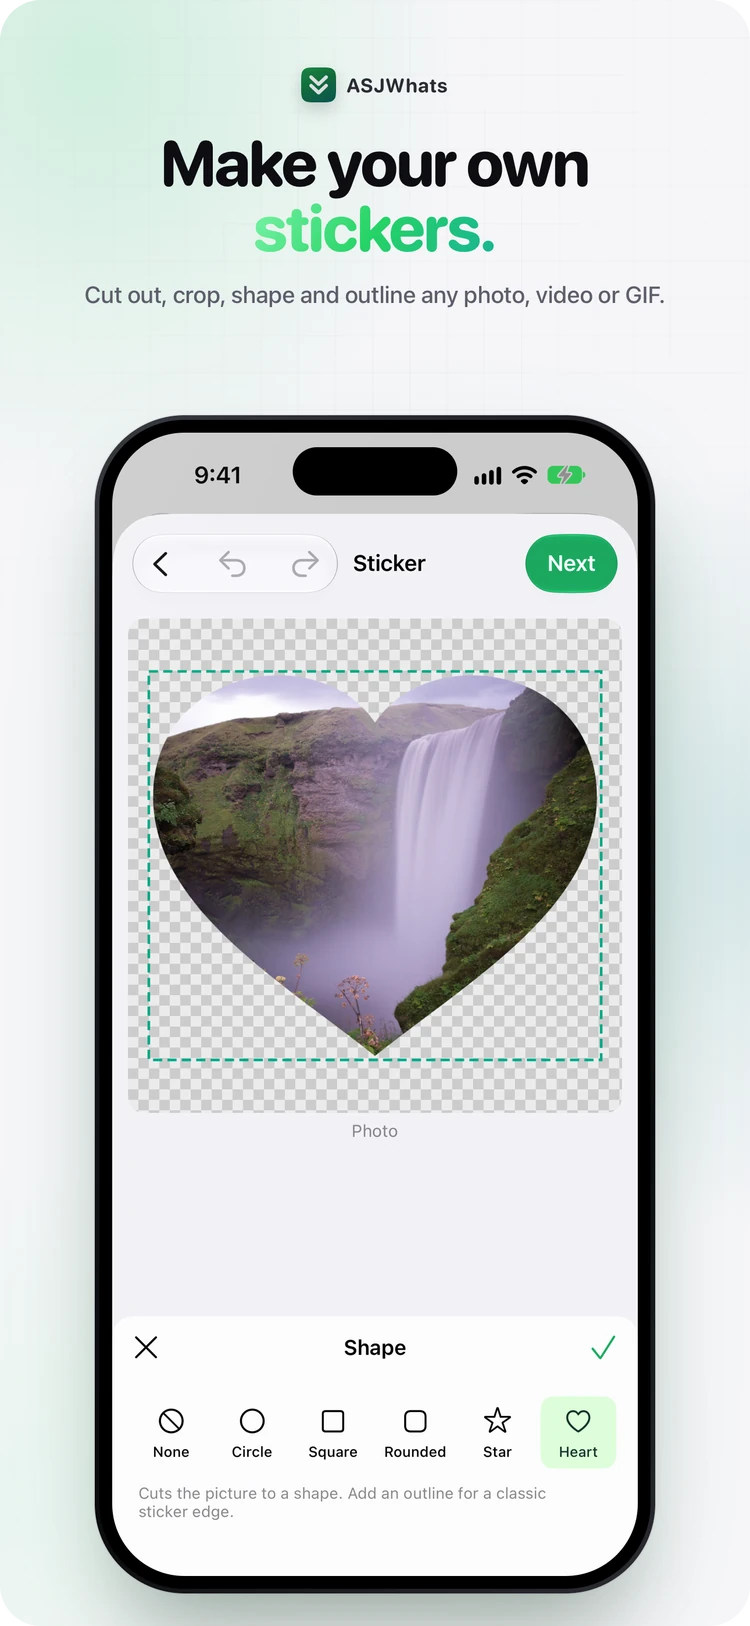 ASJWhats
Make your own
stickers.
Cut out, crop, shape and outline any photo, video or GIF.
9:41
Sticker
Next
Photo
Shape
None
Circle
Square
Rounded
Star
Heart
Cuts the picture to a shape. Add an outline for a classic
sticker edge.